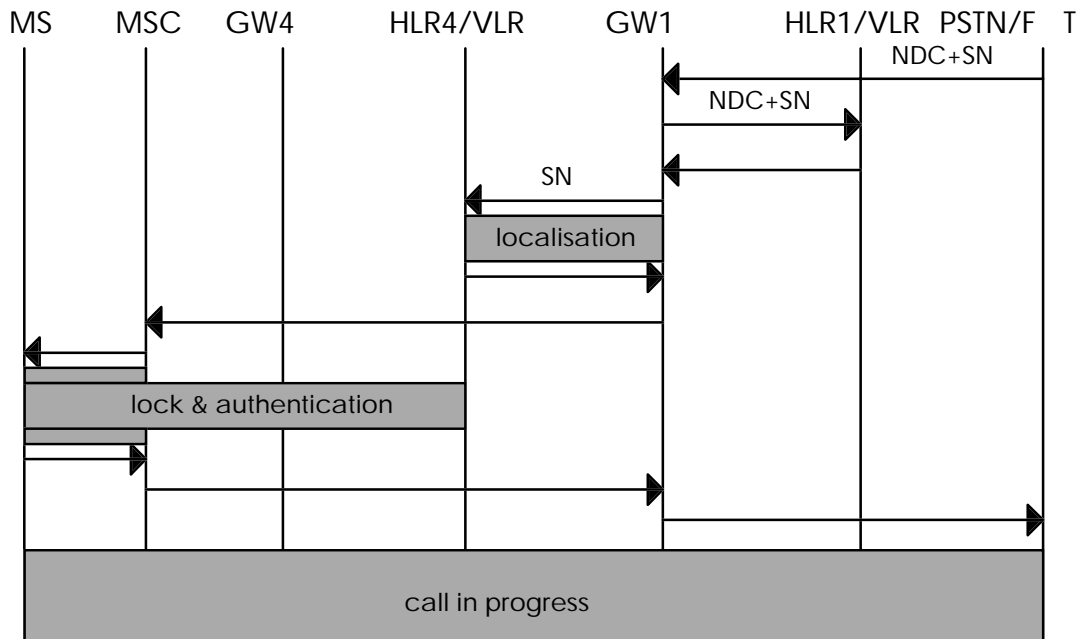 MS MSC GW4 HLR4/VLR GW1 HLR1/VLR PSTN/F T
NDC+SN
NDC+SN
SN
localisation
lock & authentication
call in progress